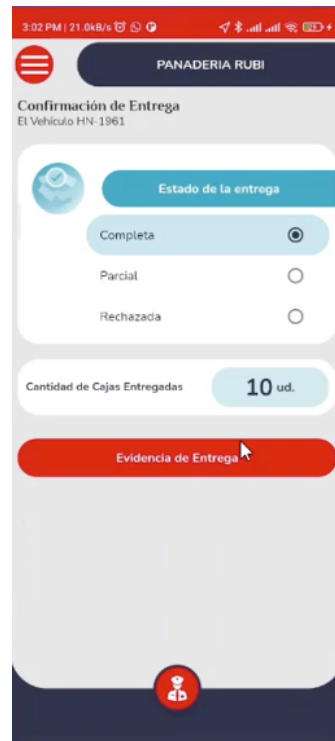 3:02 PM | 21.0kB/s
PANADERIA RUBI
Confirmación de Entrega
El Vehículo HN-1961
Estado de la entrega
Completa
Parcial
Rechazada
Cantidad de Cajas Entregadas
10 ud.
Evidencia de Entrega